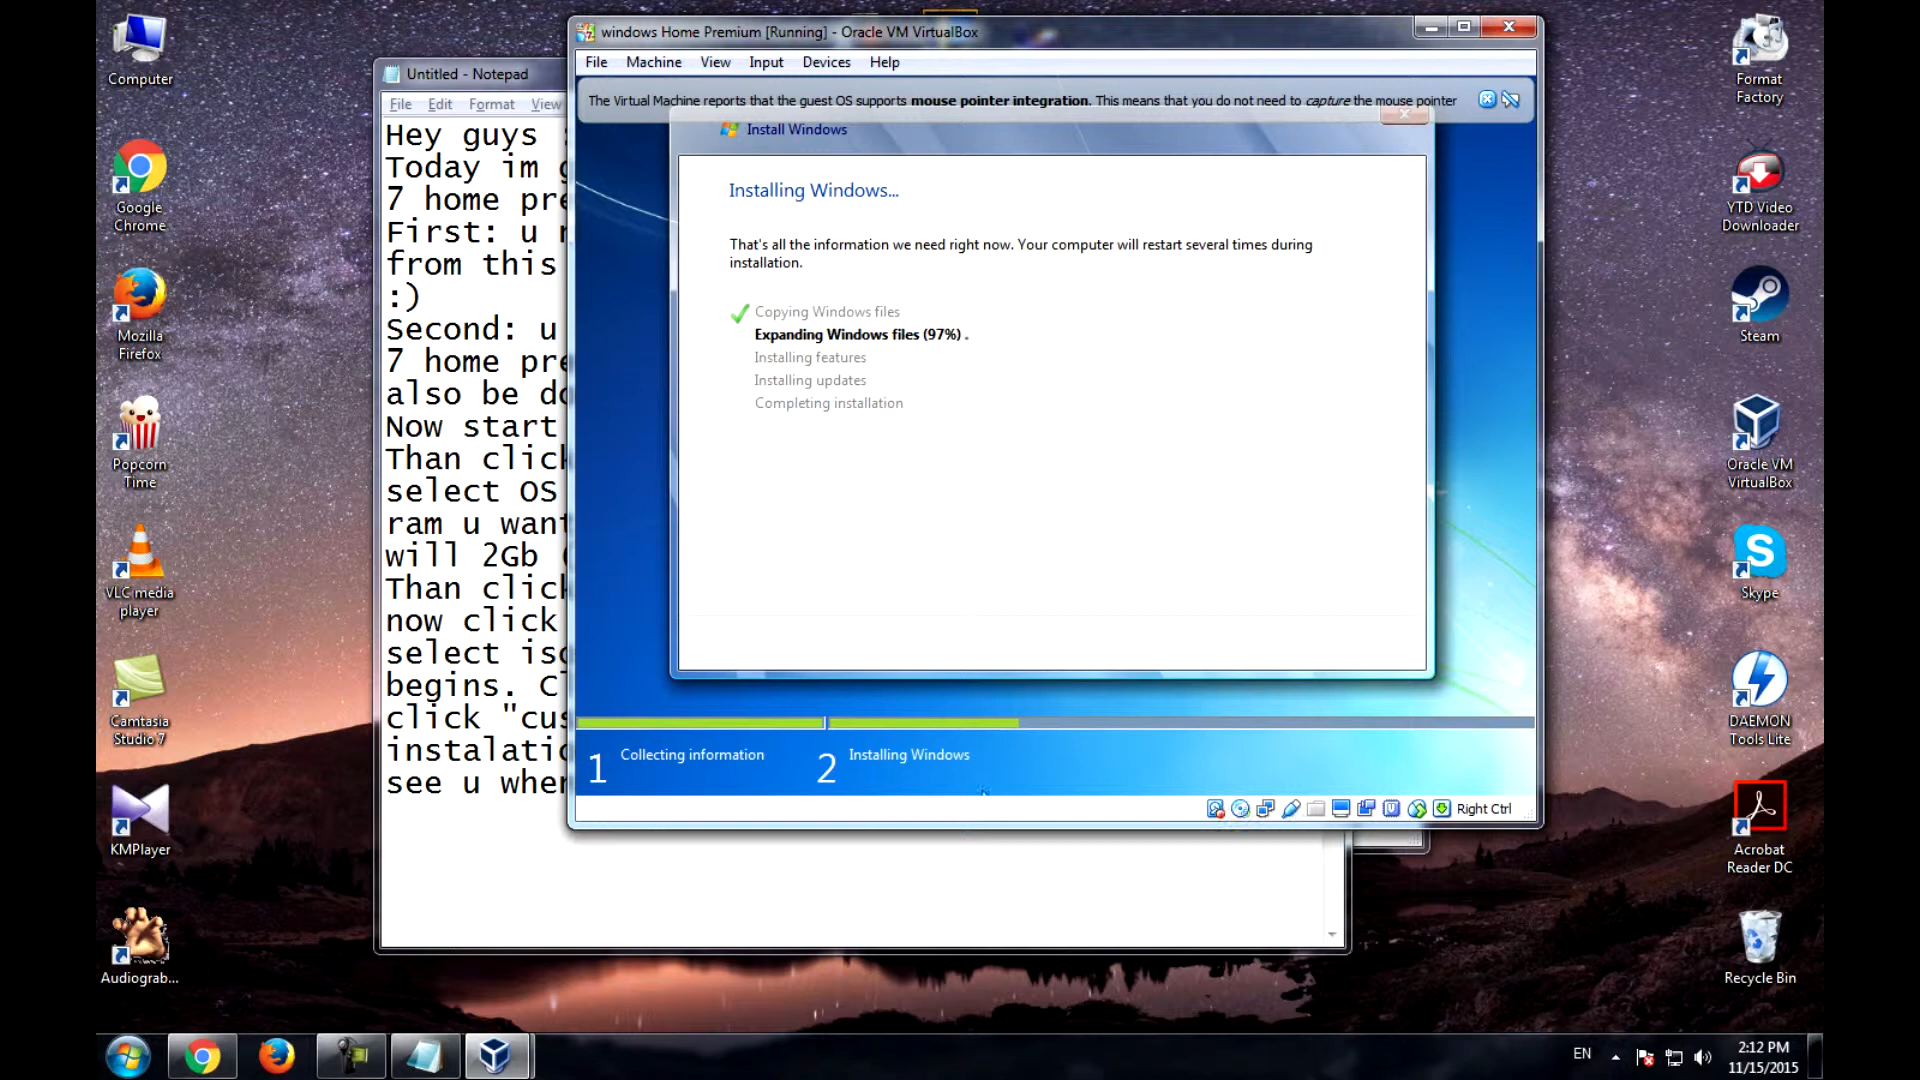 Computer
Google
Chrome
Mozilla
Firefox
Popcorn
Time
VLC media
player
Camtasia
Studio 7
KMPlayer
Audiograb...
Untitled - Notepad
File Edit Format View
Hey guys
Today im
7 home
First: u
from this
:)
Second: u
7 home
also be
Now start
Than click
select OS
ram u want
will 2Gb
Than click
now click
select iso
begins.
click
see u
windows Home Premium [Running] - Oracle VM VirtualBox
File Machine View Input Devices Help
The Virtual Machine reports that the guest OS supports mouse pointer integration. This means that you do not need to capture the mouse pointer
Install Windows
Installing Windows...
That's all the information we need right now. Your computer will restart several times during
installation.
Copying Windows files
Expanding Windows files (97%) .
Installing features
Installing updates
Completing installation
1 Collecting information
2 Installing Windows
Right Ctrl
Format
Factory
YTD Video
Downloader
Steam
Oracle VM
VirtualBox
Skype
DAEMON
Tools Lite
Acrobat
Reader DC
Recycle Bin
EN
2:12 PM
11/15/2015